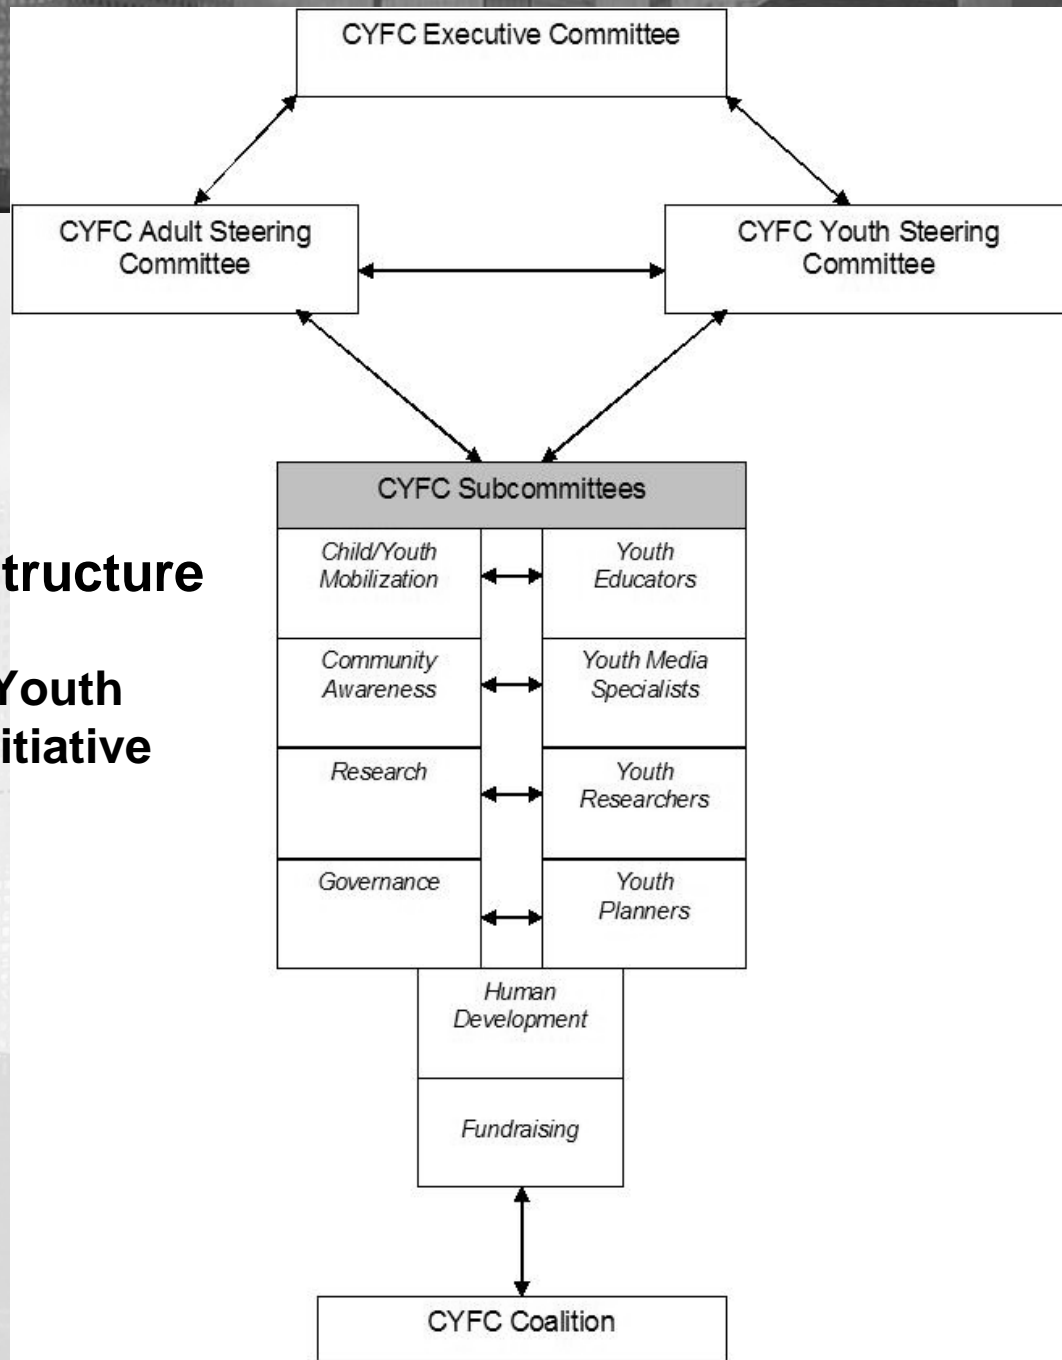 CYFC Executive Committee
CYFC Adult Steering
Committee
CYFC Youth Steering
Committee
CYFC Subcommittees
Child/Youth
Mobilization
Youth
Educators
Community
Awareness
Youth Media
Specialists
Research
Youth
Researchers
Governance
Youth
Planners
Human
Development
Fundraising
CYFC Coalition
tructure
Youth
itiative